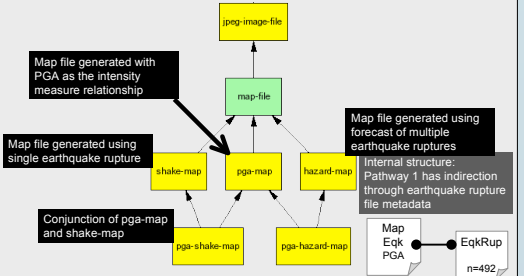 jpeg-image-file
Map file generated with
PGA as the intensity
measure relationship
map-file
Map file generated using
forecast of multiple
earthquake ruptures
Map file generated using
single earthquake rupture
shake-map
pga-map
hazard-map
Internal structure:
Pathway 1 has indirection
through earthquake rupture
file metadata
Conjunction of pga-map
and shake-map
pga-shake-map
pga-hazard-map
Map
Eqk
PGA
EqkRup
n=492